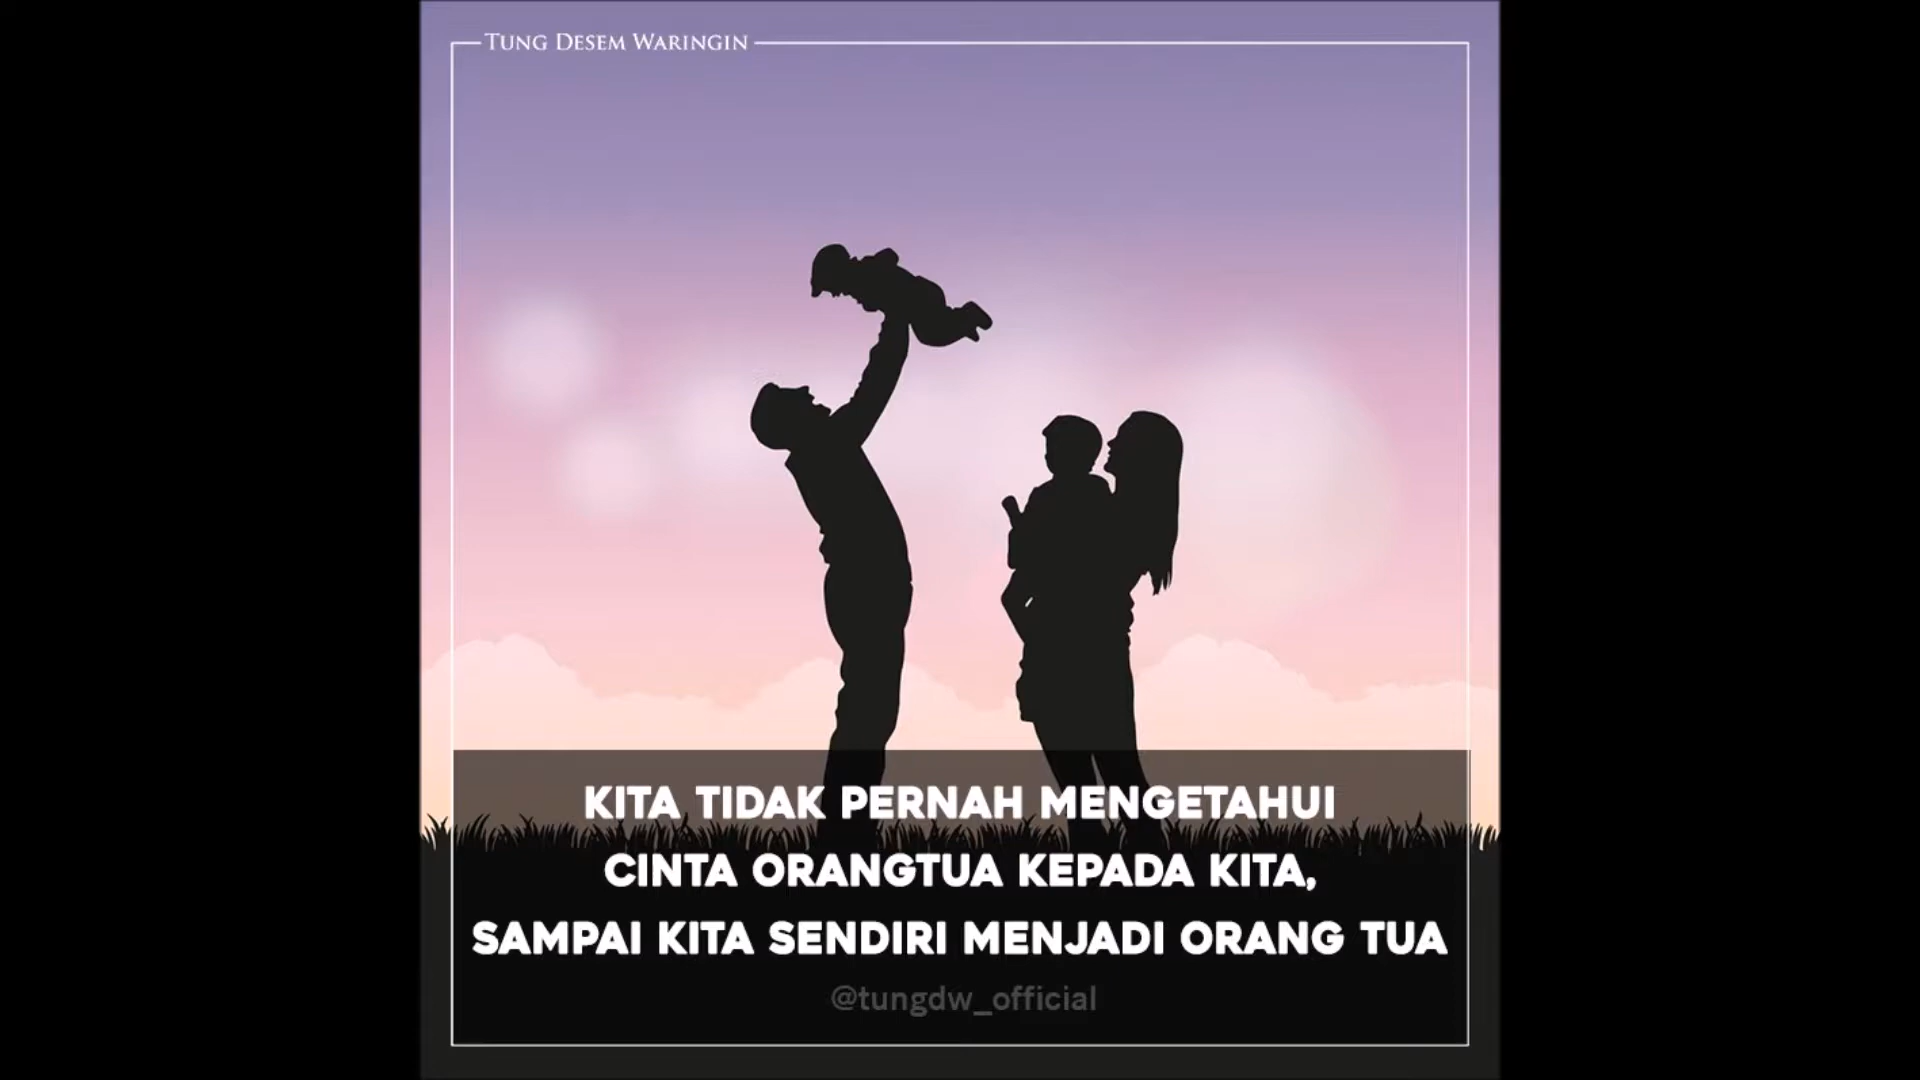 TUNG DESEM WARINGIN
KITA TIDAK PERNAH MENGETAHUI
CINTA ORANGTUA KEPADA KITA,
SAMPAI KITA SENDIRI MENJADI ORANG TUA
@tungdw_official